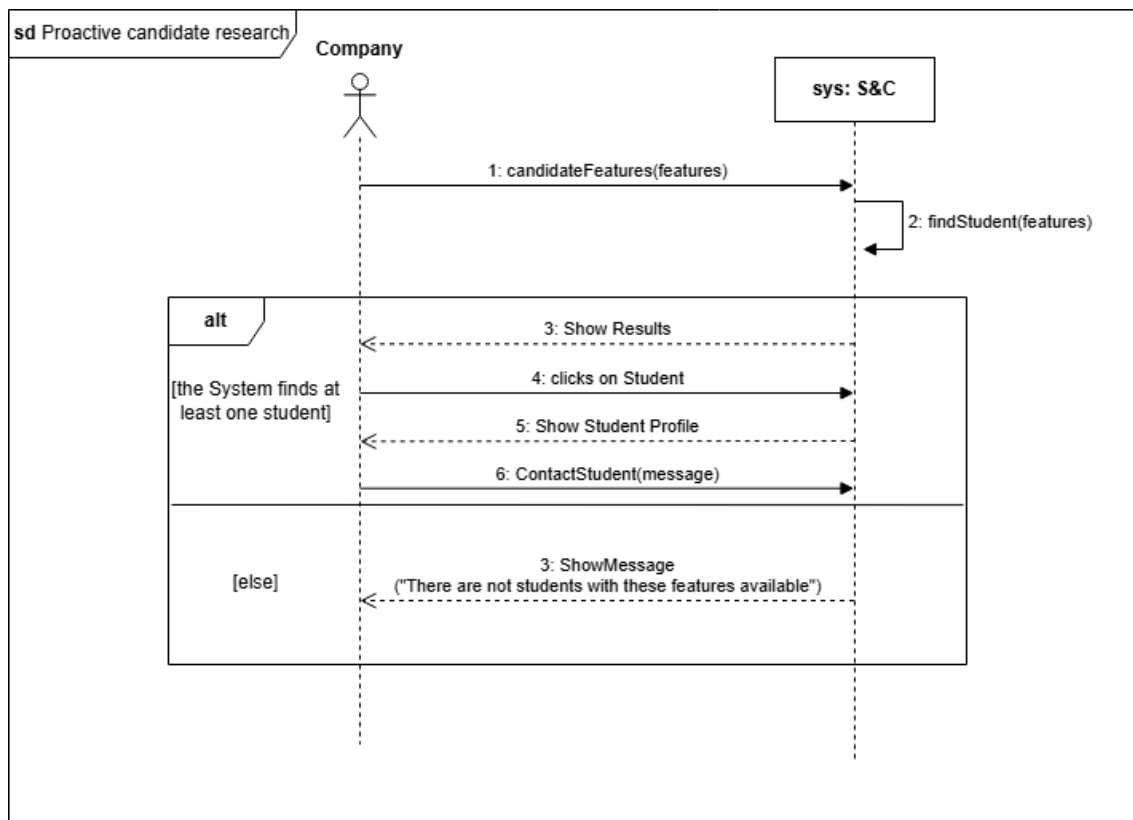 sd Proactive candidate research
Company
sys: S&C
1: candidateFeatures(features)
2: findStudent(features)
alt
3: Show Results
[the System finds at
least one student]
4: clicks on Student
5: Show Student Profile
6: ContactStudent(message)
[else]
3: ShowMessage
("There are not students with these features available")